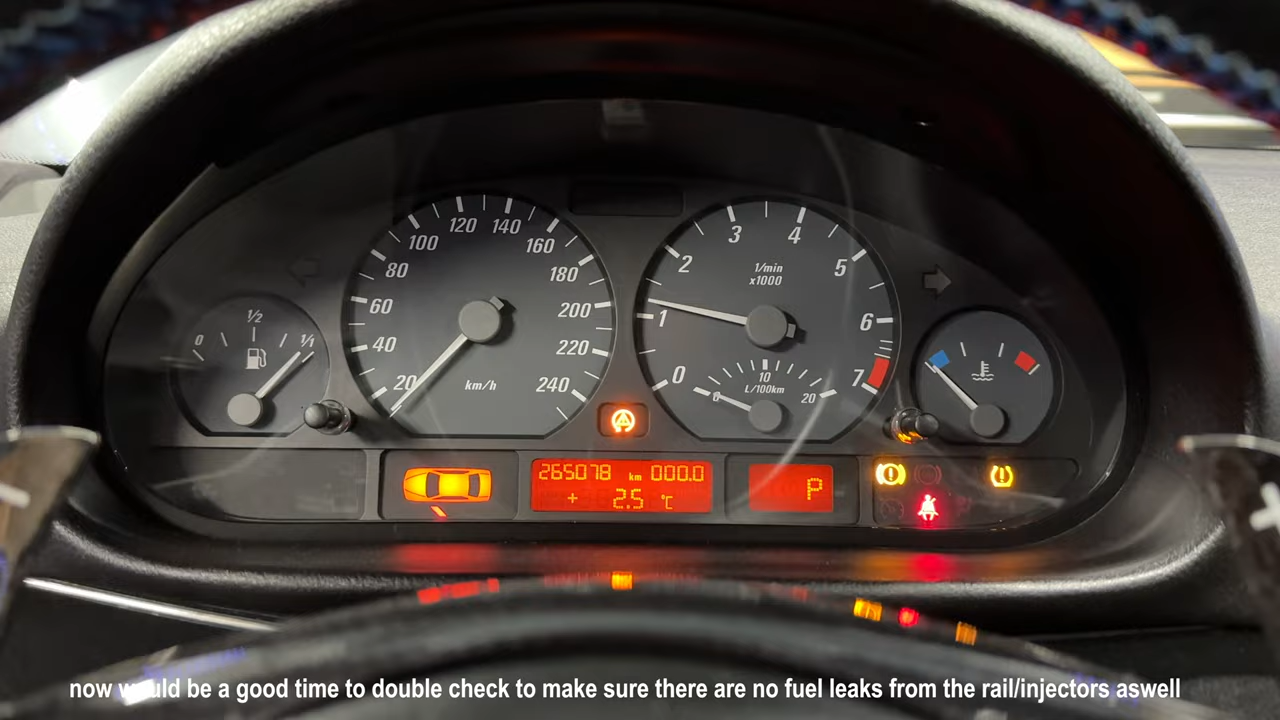 120 140
100 160
80 180
60 200
40 220
20 240
km/h
0 1/2 1/1
3 4
2 5
1/min
x1000
1 6
0 7
10
L/100km
0 20
265078 km 000.0
+ 2.5 °C
P
now would be a good time to double check to make sure there are no fuel leaks from the rail/injectors aswell